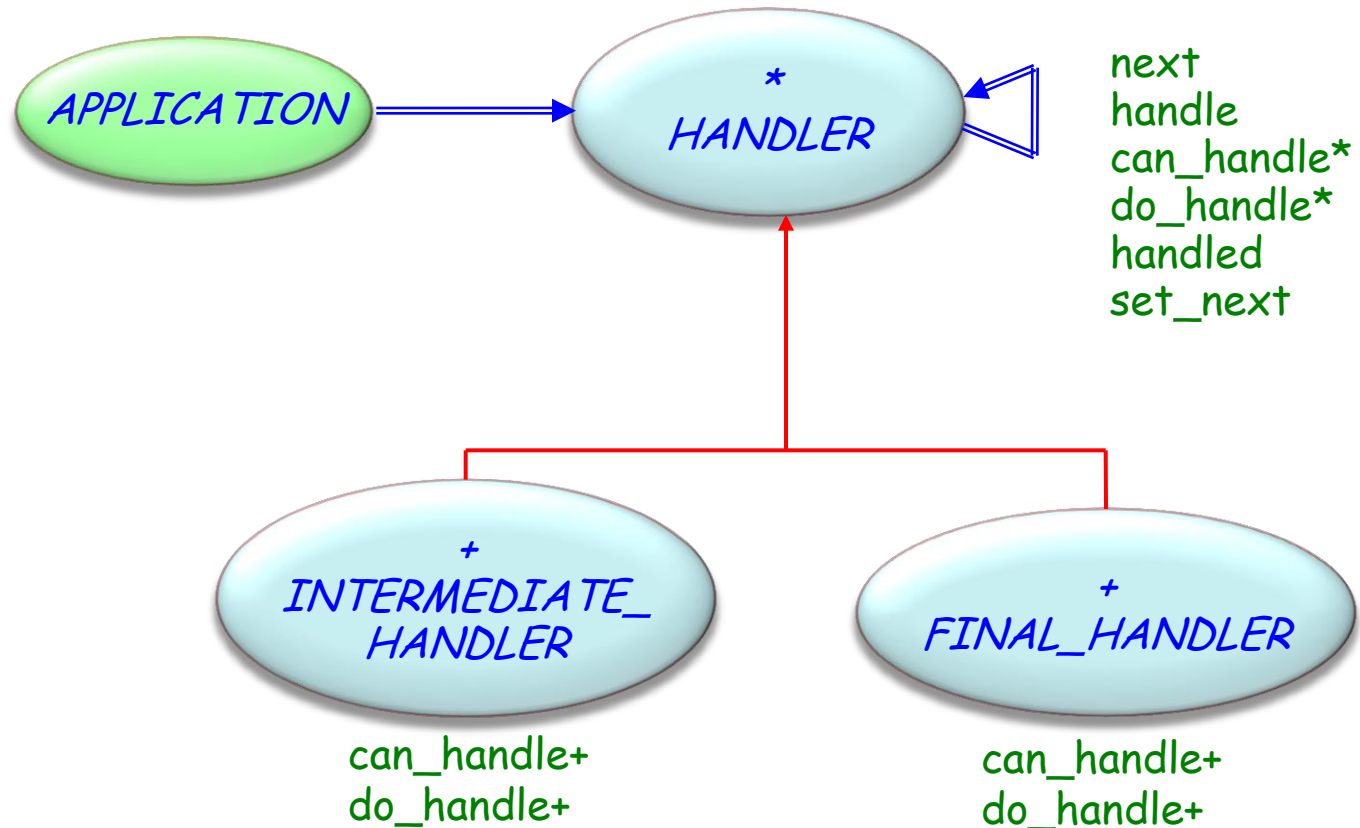 APPLICATION
*
HANDLER
next
handle
can_handle*
do_handle*
handled
set_next
+
INTERMEDIATE_
HANDLER
can_handle+
do_handle+
+
FINAL_HANDLER
can_handle+
do_handle+